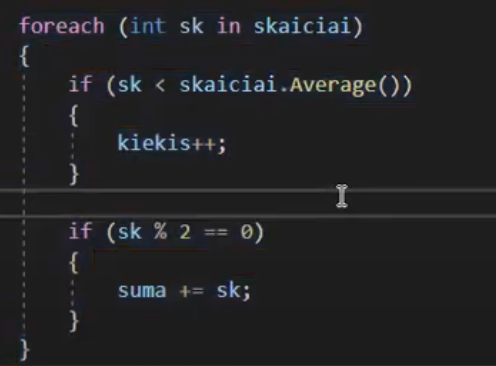 foreach (int sk in skaiciai)
{
if (sk < skaiciai.Average())
{
kiekis++;
}
if (sk % 2 == 0)
{
suma += sk;
}
}